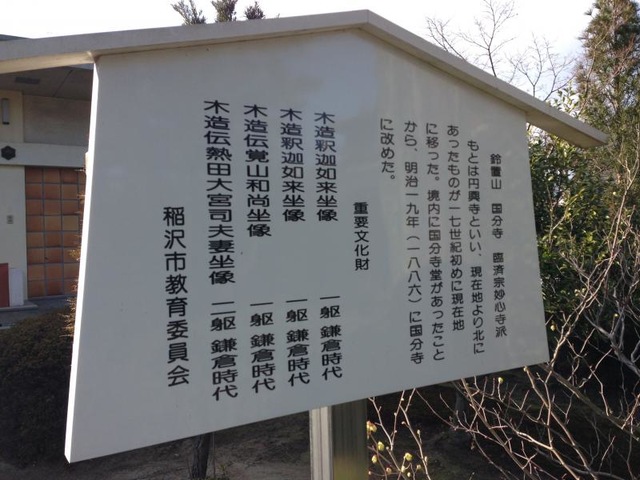 鈴置山 国分寺 臨済宗妙心寺派
もとは円興寺といい、現在地より北に
あったものが一七世紀初めに現在地
に移った。境内に国分寺堂があったこと
から、明治一九年(一八八六)に国分寺
に改めた。
重要文化財
木造釈迦如来坐像 一躯 鎌倉時代
木造釈迦如来坐像 一躯 鎌倉時代
木造伝覚山和尚坐像 一躯 鎌倉時代
木造伝熱田大宮司夫妻坐像 二躯 鎌倉時代
稲沢市教育委員会